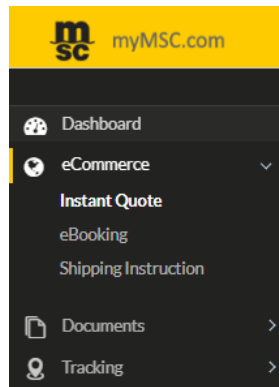 msc myMSC.com
Dashboard
eCommerce
Instant Quote
eBooking
Shipping Instruction
Documents
Tracking